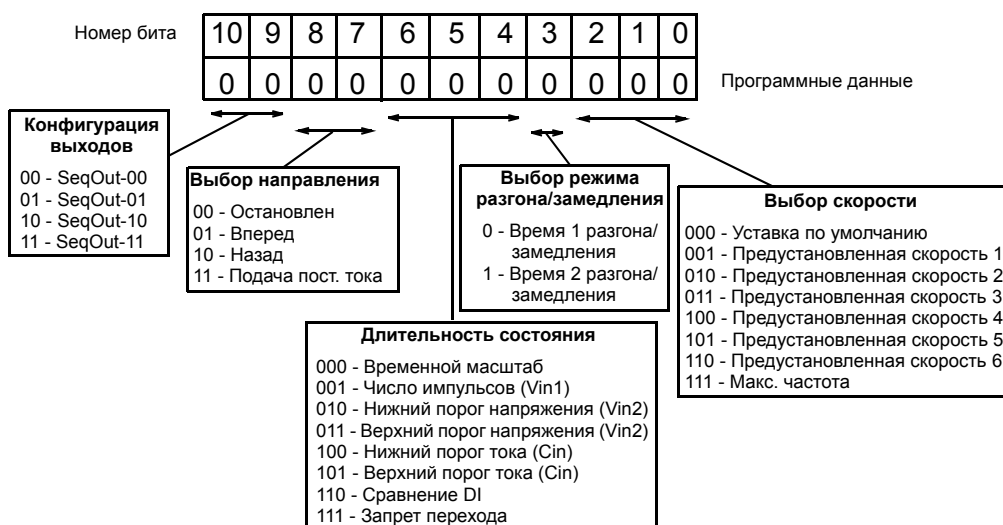 Номер бита 10 9 8 7 6 5 4 3 2 1 0
0 0 0 0 0 0 0 0 0 0 0 Программные данные
Конфигурация
выходов
00 - SeqOut-00
01 - SeqOut-01
10 - SeqOut-10
11 - SeqOut-11
Выбор направления
00 - Остановлен
01 - Вперед
10 - Назад
11 - Подача пост. тока
Длительность состояния
000 - Временной масштаб
001 - Число импульсов (Vin1)
010 - Нижний порог напряжения (Vin2)
011 - Верхний порог напряжения (Vin2)
100 - Нижний порог тока (Cin)
101 - Верхний порог тока (Cin)
110 - Сравнение DI
111 - Запрет перехода
Выбор режима
разгона/замедления
0 - Время 1 разгона/
замедления
1 - Время 2 разгона/
замедления
Выбор скорости
000 - Уставка по умолчанию
001 - Предустановленная скорость 1
010 - Предустановленная скорость 2
011 - Предустановленная скорость 3
100 - Предустановленная скорость 4
101 - Предустановленная скорость 5
110 - Предустановленная скорость 6
111 - Макс. частота